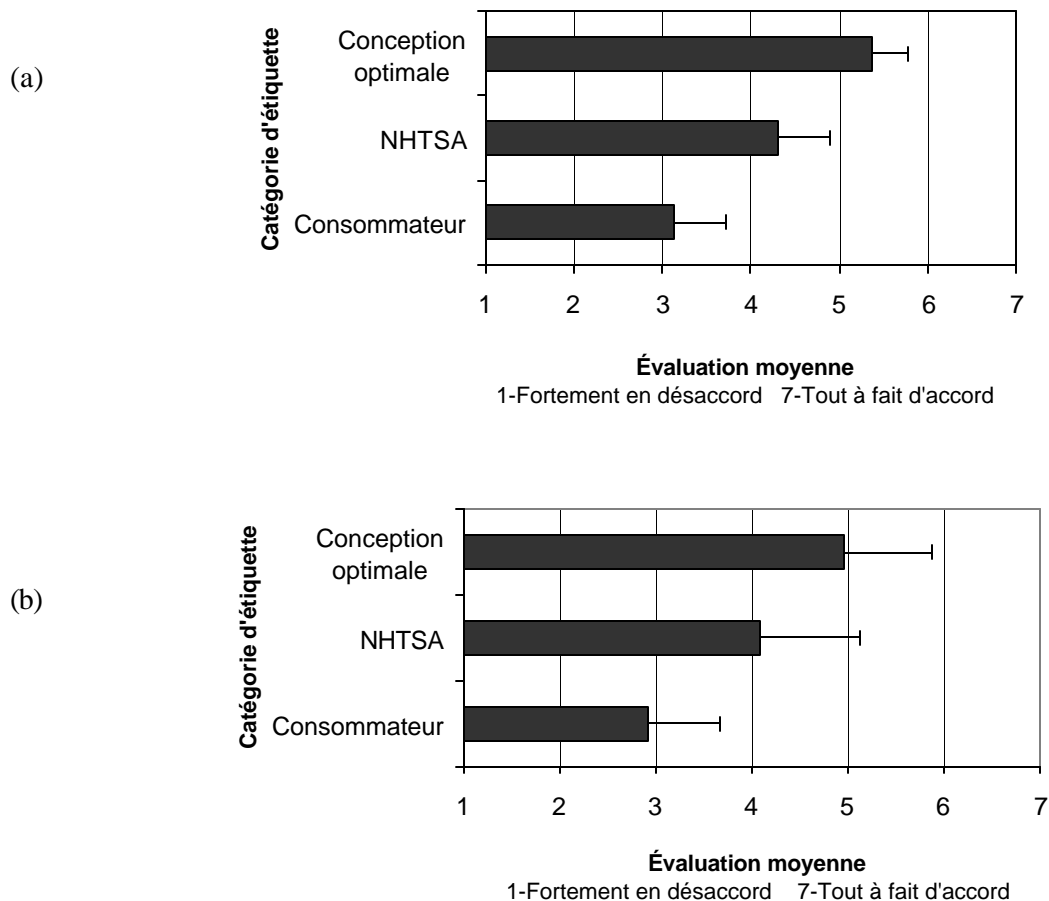 (a)
Catégorie d'étiquette
Conception
optimale
NHTSA
Consommateur
1 2 3 4 5 6 7
Évaluation moyenne
1-Fortement en désaccord 7-Tout à fait d'accord
(b)
Catégorie d'étiquette
Conception
optimale
NHTSA
Consommateur
1 2 3 4 5 6 7
Évaluation moyenne
1-Fortement en désaccord 7-Tout à fait d'accord